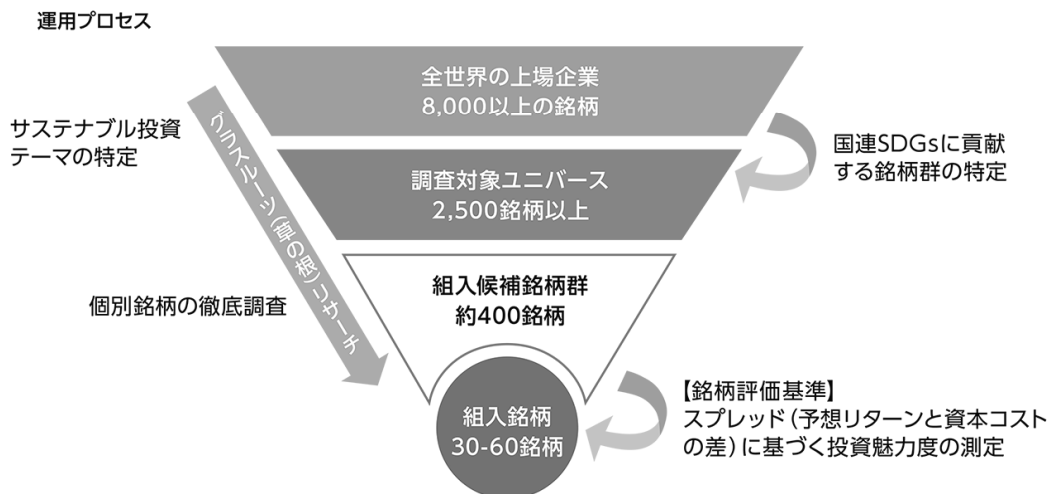 運用プロセス
全世界の上場企業
8,000以上の銘柄
サステナブル投資
テーマの特定
グラスルーツ(草の根)リサーチ
国連SDGsに貢献
する銘柄群の特定
調査対象ユニバース
2,500銘柄以上
組入候補銘柄群
約400銘柄
個別銘柄の徹底調査
組入銘柄
30-60銘柄
【銘柄評価基準】
スプレッド(予想リターンと資本コスト
の差)に基づく投資魅力度の測定